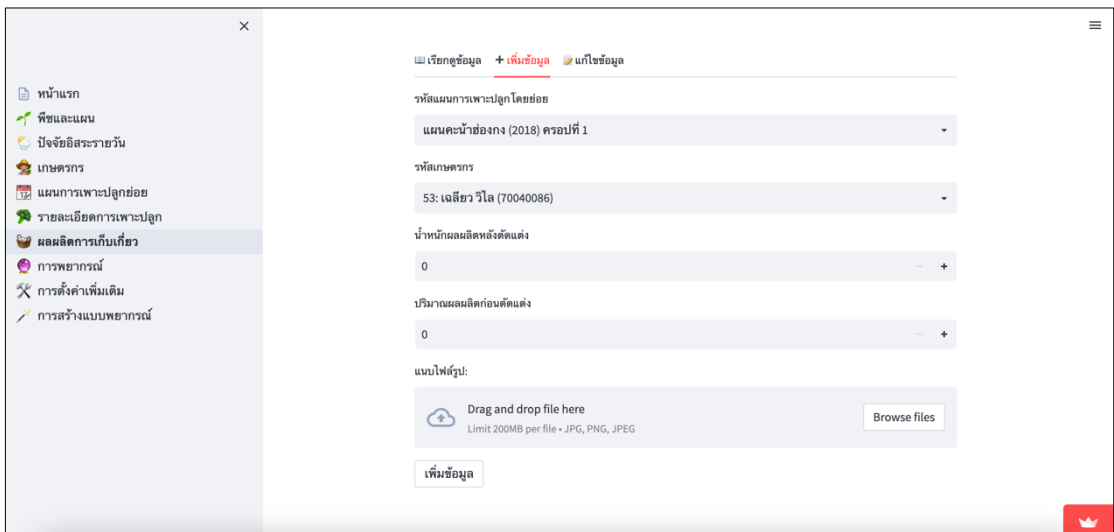 หน้าแรก
พืชและแผน
ปัจจัยอิสระรายวัน
เกษตรกร
แผนการเพาะปลูกย่อย
รายละเอียดการเพาะปลูก
ผลผลิตการเก็บเกี่ยว
การพยากรณ์
การตั้งค่าเพิ่มเติม
การสร้างแบบพยากรณ์
เรียกดูข้อมูล เพิ่มข้อมูล แก้ไขข้อมูล
รหัสแผนการเพาะปลูกโดยย่อย
แผนคะน้าฮ่องกง (2018) ครอปที่ 1
รหัสเกษตรกร
53: เฉลียว วิไล (70040086)
น้ำหนักผลผลิตหลังตัดแต่ง
0
ปริมาณผลผลิตก่อนตัดแต่ง
0
แนบไฟล์รูป:
Drag and drop file here
Limit 200MB per file • JPG, PNG, JPEG
Browse files
เพิ่มข้อมูล